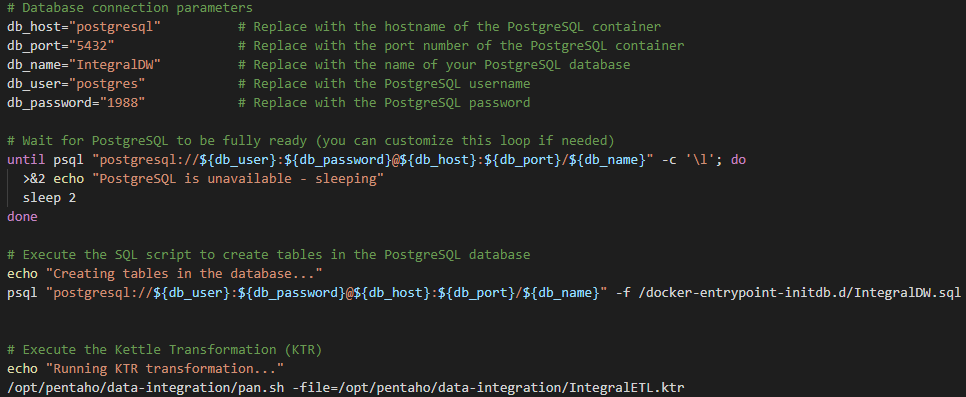 # Database connection parameters
db_host="postgresql"          # Replace with the hostname of the PostgreSQL container
db_port="5432"                # Replace with the port number of the PostgreSQL container
db_name="IntegralDW"          # Replace with the name of your PostgreSQL database
db_user="postgres"            # Replace with the PostgreSQL username
db_password="1988"            # Replace with the PostgreSQL password

# Wait for PostgreSQL to be fully ready (you can customize this loop if needed)
until psql "postgresql://${db_user}:${db_password}@${db_host}:${db_port}/${db_name}" -c '\l'; do
  >&2 echo "PostgreSQL is unavailable - sleeping"
  sleep 2
done

# Execute the SQL script to create tables in the PostgreSQL database
echo "Creating tables in the database..."
psql "postgresql://${db_user}:${db_password}@${db_host}:${db_port}/${db_name}" -f /docker-entrypoint-initdb.d/IntegralDW.sql


# Execute the Kettle Transformation (KTR)
echo "Running KTR transformation..."
/opt/pentaho/data-integration/pan.sh -file=/opt/pentaho/data-integration/IntegralETL.ktr